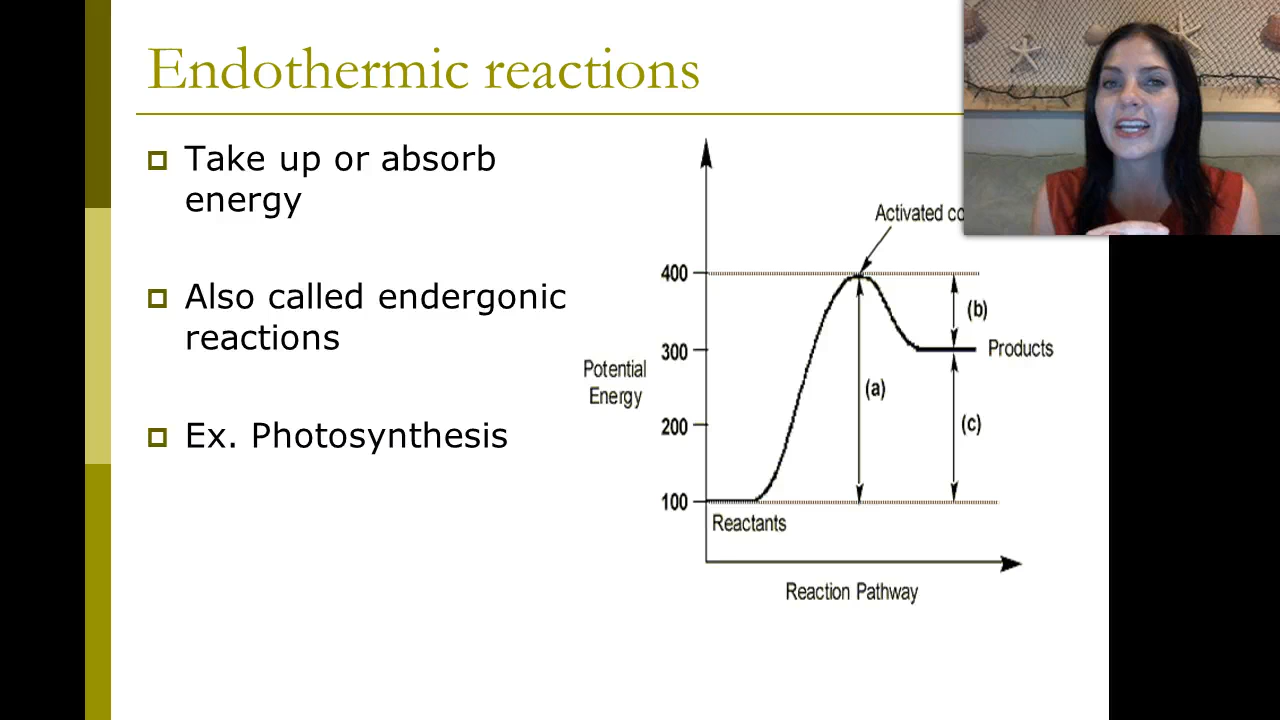 Endothermic reactions
Take up or absorb
energy
Also called endergonic
reactions
Ex. Photosynthesis
Activated
400
(b)
300
Products
Potential
Energy
(a)
200
(c)
100
Reactants
Reaction Pathway